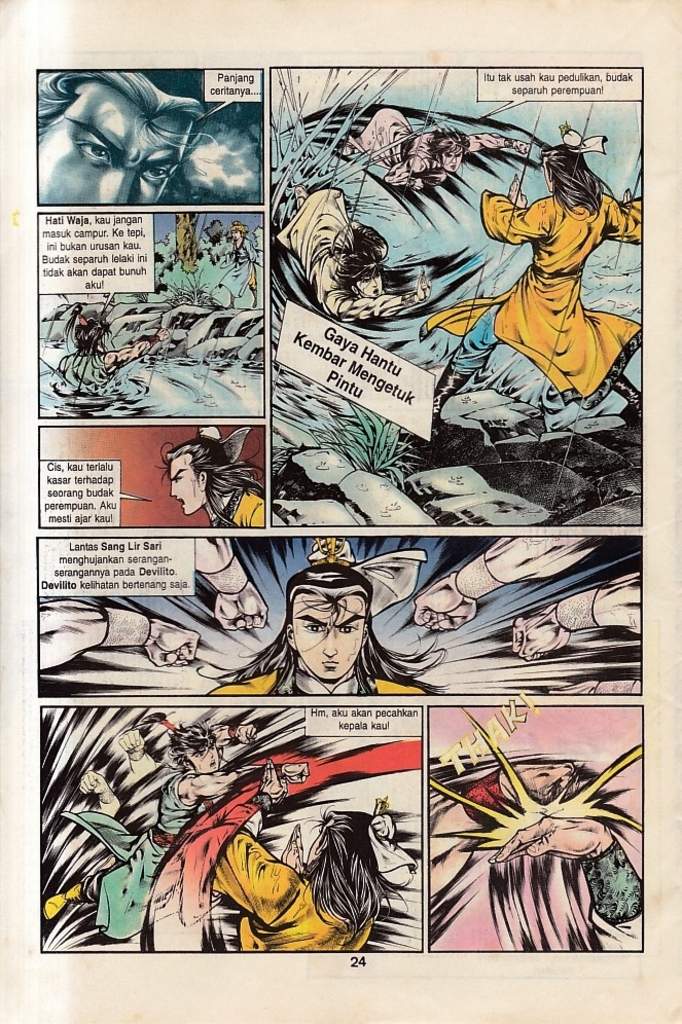 Panjang
ceritanya....
Itu tak usah kau pedulikan, budak
separuh perempuan!
Gaya Hantu
Kembar Mengetuk
Pintu
Hati Waja, kau jangan
masuk campur. Ke tepi,
ini bukan urusan kau.
Budak separuh lelaki ini
tidak akan dapat bunuh
aku!
Cis, kau terlalu
kasar terhadap
seorang budak
perempuan. Aku
mesti ajar kau!
Lantas Sang Lir Sari
menghujankan serangan-
serangannya pada Devilito.
Devilito kelihatan bertenang saja.
Hm, aku akan pecahkan
kepala kau!
THAK!
24